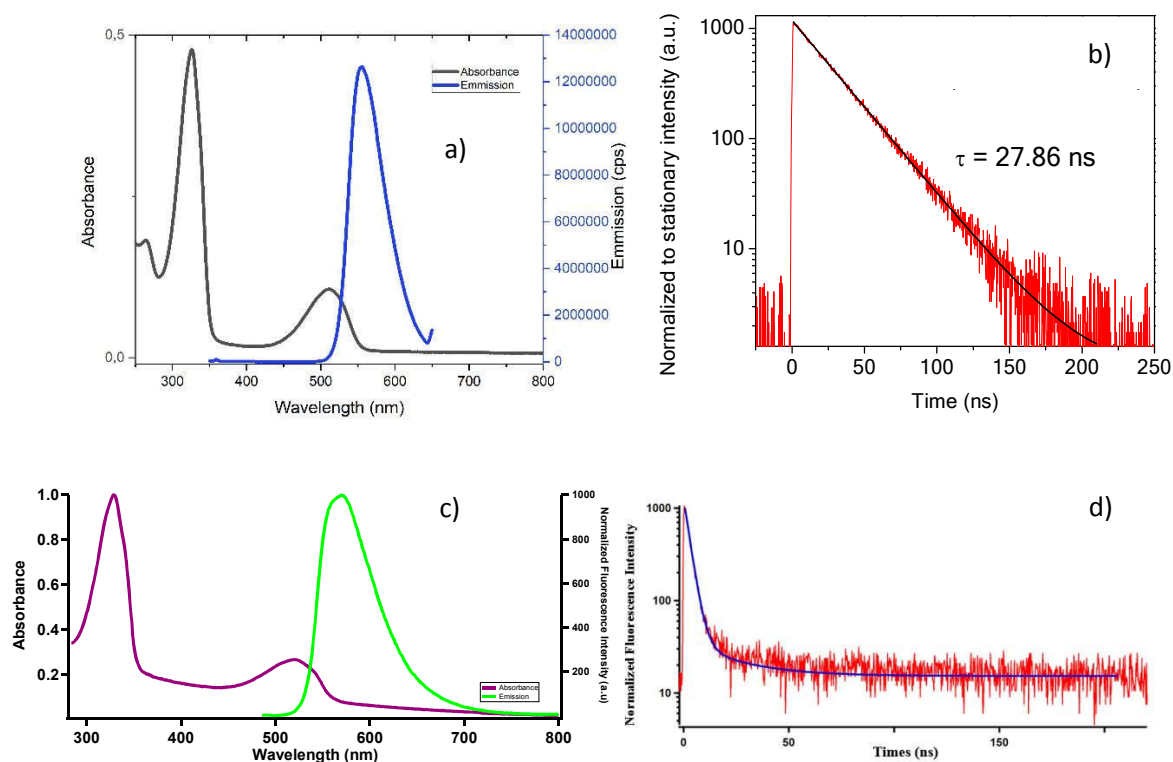 0,5
0,0
Absorbance
300 400 500 600 700 800
Wavelength (nm)
14000000
12000000
10000000
8000000
6000000
4000000
2000000
0
Emmission (cps)
Absorbance
Emmission
a)
1000
100
10
Normalized to stationary intensity (a.u.)
b)
τ = 27.86 ns
0 50 100 150 200 250
Time (ns)
1.0
0.8
0.6
0.4
0.2
Absorbance
c)
1000
800
600
400
200
Normalized Fluorescence Intensity (a.u)
Absorbance
Emission
300 400 500 600 700 800
Wavelength (nm)
1000
100
10
Normalized Fluorescence Intensity
d)
0 50 150
Times (ns)